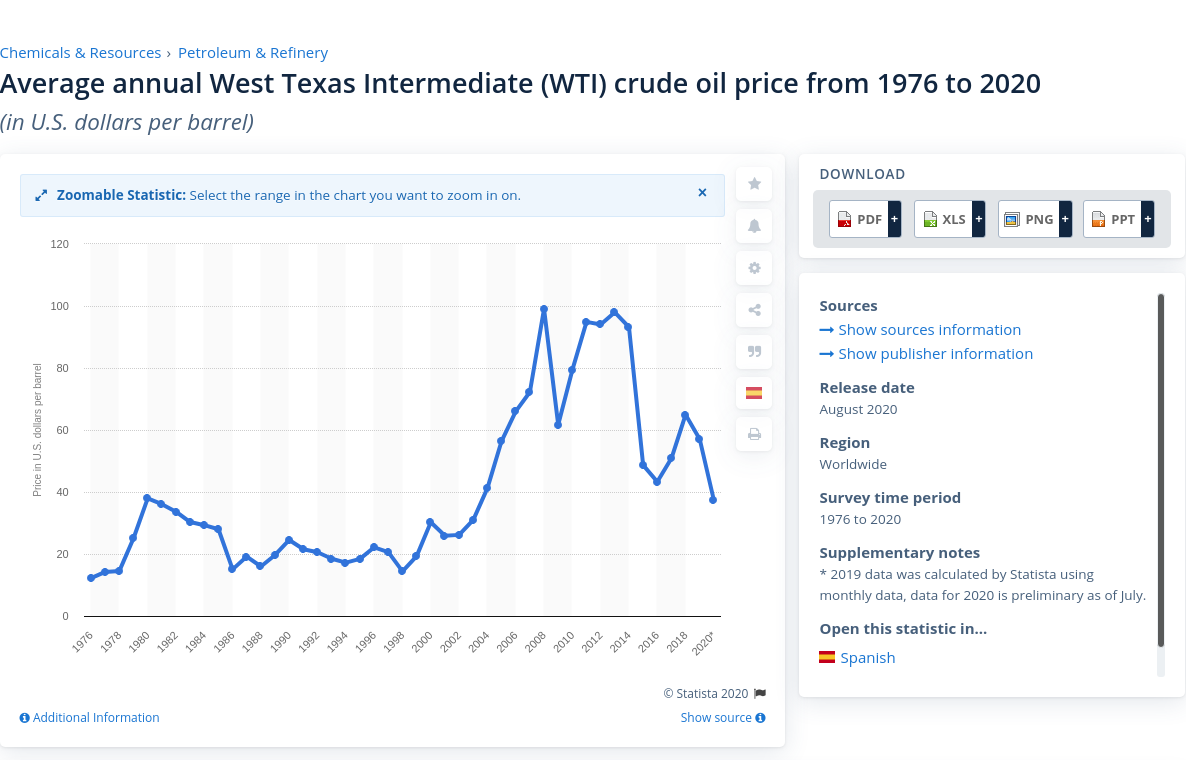 Chemicals & Resources › Petroleum & Refinery
Average annual West Texas Intermediate (WTI) crude oil price from 1976 to 2020
(in U.S. dollars per barrel)
Zoomable Statistic: Select the range in the chart you want to zoom in on. ×
120
100
80
60
40
20
0
Price in U.S. dollars per barrel
1976 1978 1980 1982 1984 1986 1988 1990 1992 1994 1996 1998 2000 2002 2004 2006 2008 2010 2012 2014 2016 2018 2020*
© Statista 2020
Additional Information
Show source
DOWNLOAD
PDF + XLS + PNG + PPT +
Sources
Show sources information
Show publisher information
Release date
August 2020
Region
Worldwide
Survey time period
1976 to 2020
Supplementary notes
* 2019 data was calculated by Statista using
monthly data, data for 2020 is preliminary as of July.
Open this statistic in...
Spanish